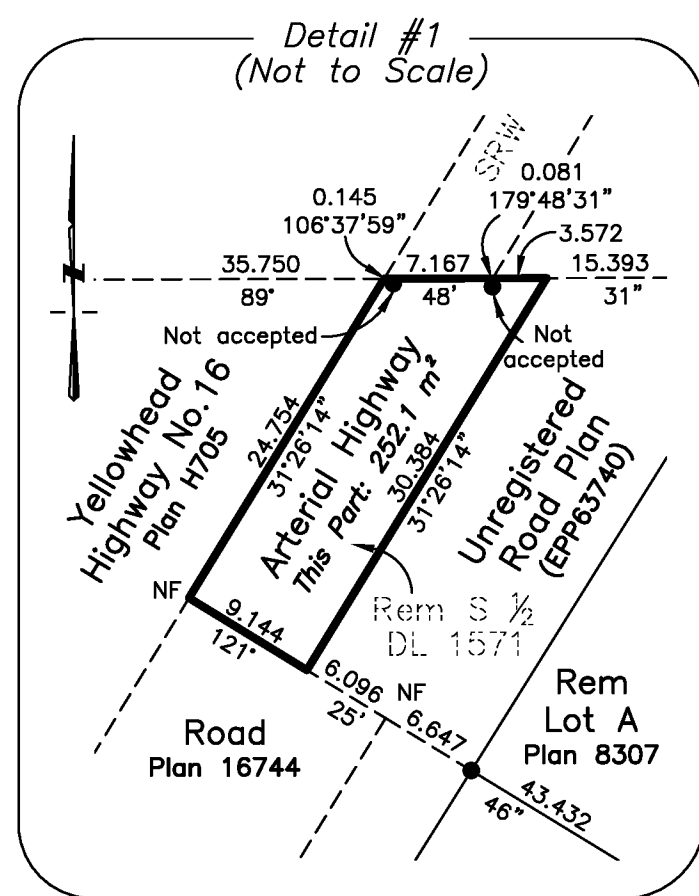 Detail #1
(Not to Scale)
SRW
0.081
179°48'31"
0.145
106°37'59"
3.572
35.750
7.167
15.393
89°
48'
31"
N
Not accepted
Not
accepted
Yellowhead
Highway No.16
Plan H705
24.754
31°26'14"
Arterial Highway
This Part: 252.1 m²
30.384
31°26'14"
Unregistered
Road Plan
(EPP63740)
NF
Rem S ½
DL 1571
9.144
121°
6.096
NF
25'
6.647
Rem
Lot A
Plan 8307
Road
Plan 16744
43.432
46"